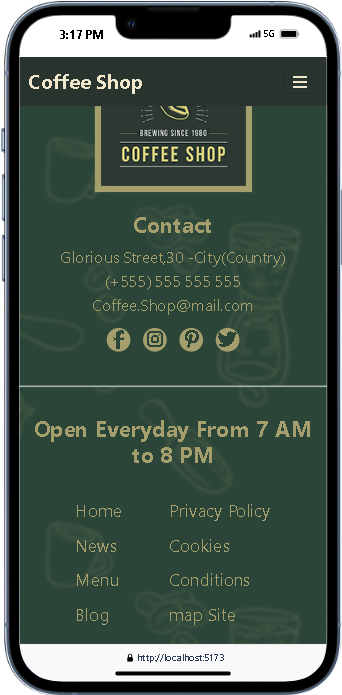 3:17 PM
5G
Coffee Shop
BREWING SINCE 1980
COFFEE SHOP
Contact
Glorious Street,30 -City(Country)
(+555) 555 555 555
Coffee.Shop@mail.com
Open Everyday From 7 AM
to 8 PM
Home
Privacy Policy
News
Cookies
Menu
Conditions
Blog
map Site
http://localhost:5173